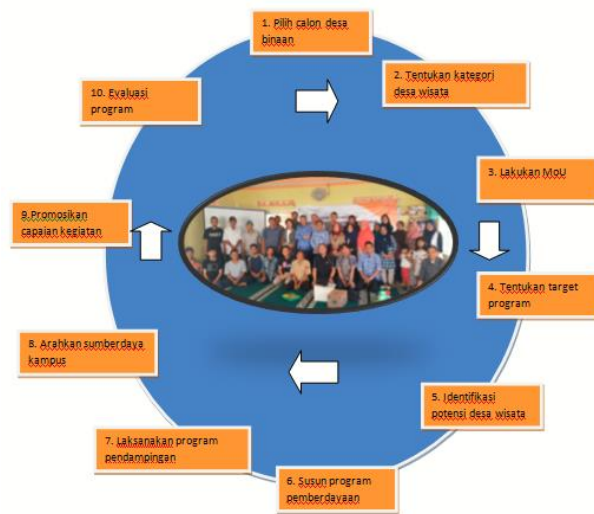 1. Pilih calon desa
binaan
2. Tentukan kategori
desa wisata
3. Lakukan MoU
4. Tentukan target
program
5. Identifikasi
potensi desa wisata
6. Susun program
pemberdayaan
7. Laksanakan program
pendampingan
8. Arahkan sumberdaya
kampus
9.Promosikan
capaian kegiatan
10. Evaluasi
program